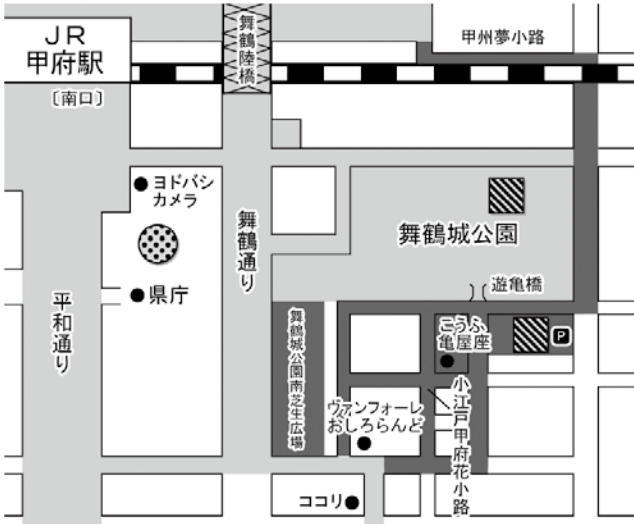 JR
甲府駅
〔南口〕
舞鶴陸橋
甲州夢小路
ヨドバシ
カメラ
県庁
平和通り
舞鶴通り
舞鶴城公園
遊亀橋
舞鶴城公園南芝生広場
こうふ
亀屋座
P
ヴァンフォーレ
おしろらんど
小江戸甲府花小路
ココリ